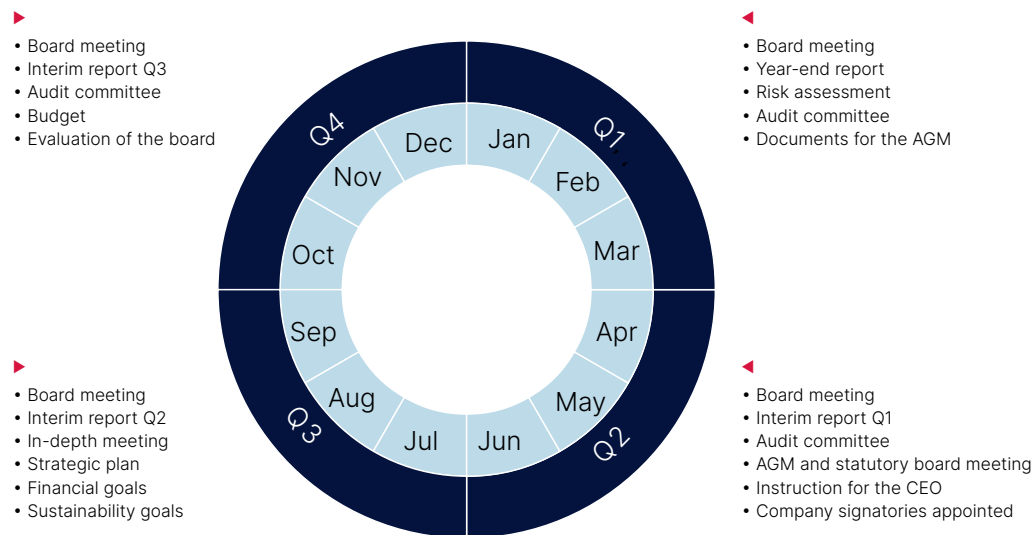 • Board meeting
• Interim report Q3
• Audit committee
• Budget
• Evaluation of the board
• Board meeting
• Year-end report
• Risk assessment
• Audit committee
• Documents for the AGM
Q4
Q1
Dec
Jan
Nov
Feb
Oct
Mar
Sep
Apr
Aug
May
Jul
Jun
Q3
Q2
• Board meeting
• Interim report Q2
• In-depth meeting
• Strategic plan
• Financial goals
• Sustainability goals
• Board meeting
• Interim report Q1
• Audit committee
• AGM and statutory board meeting
• Instruction for the CEO
• Company signatories appointed